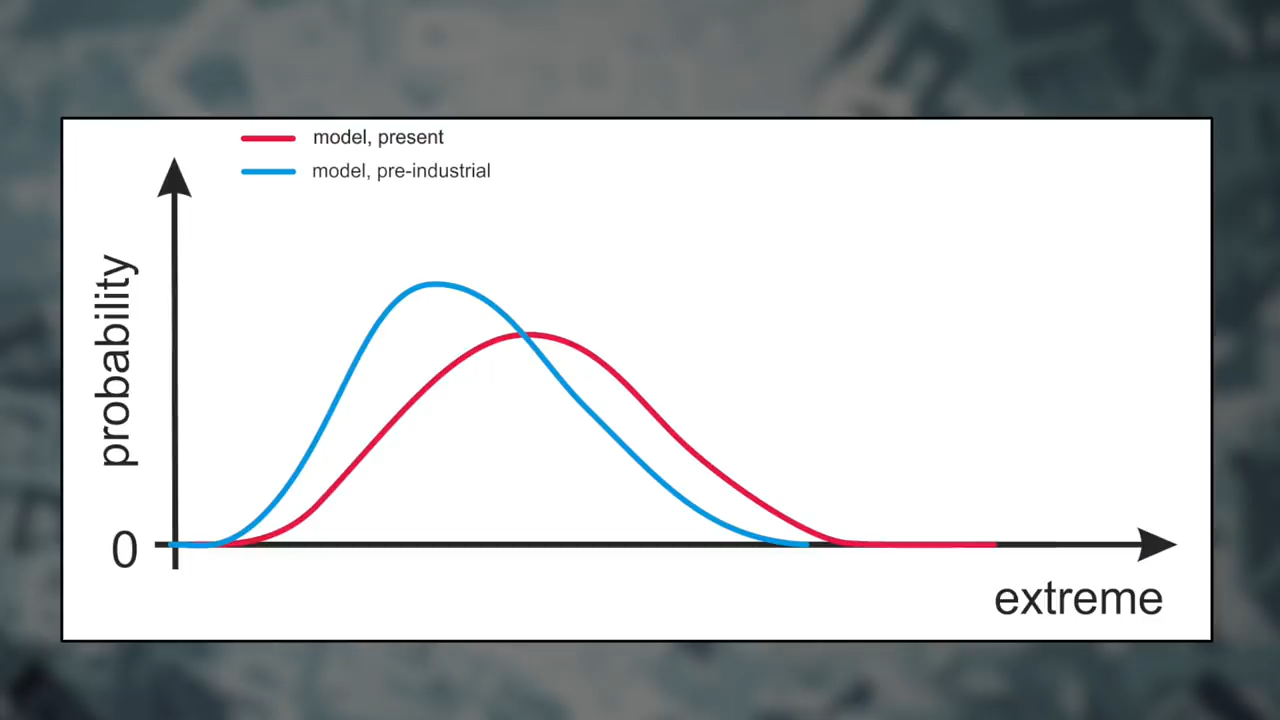 model, present
model, pre-industrial
probability
0
extreme